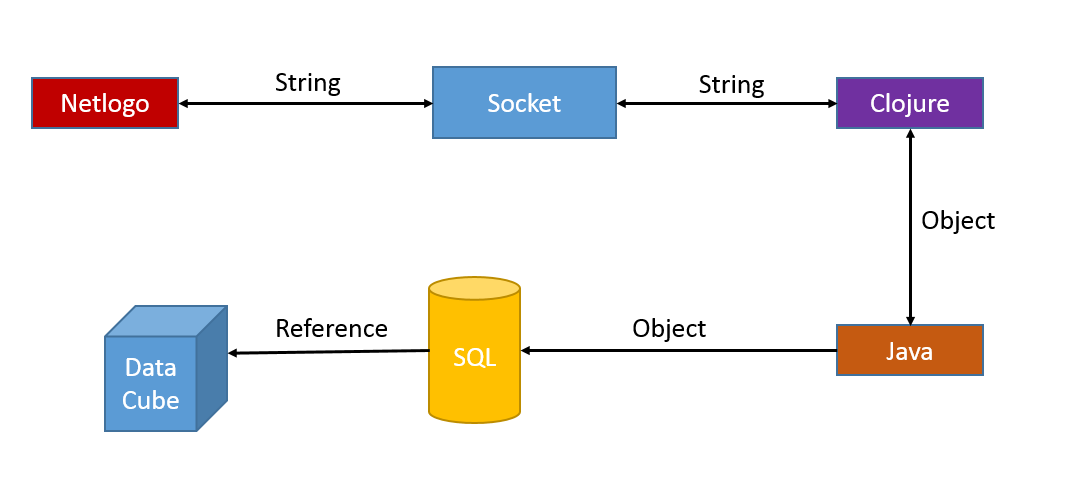 Netlogo
String
Socket
String
Clojure
Object
Data
Cube
Reference
SQL
Object
Java